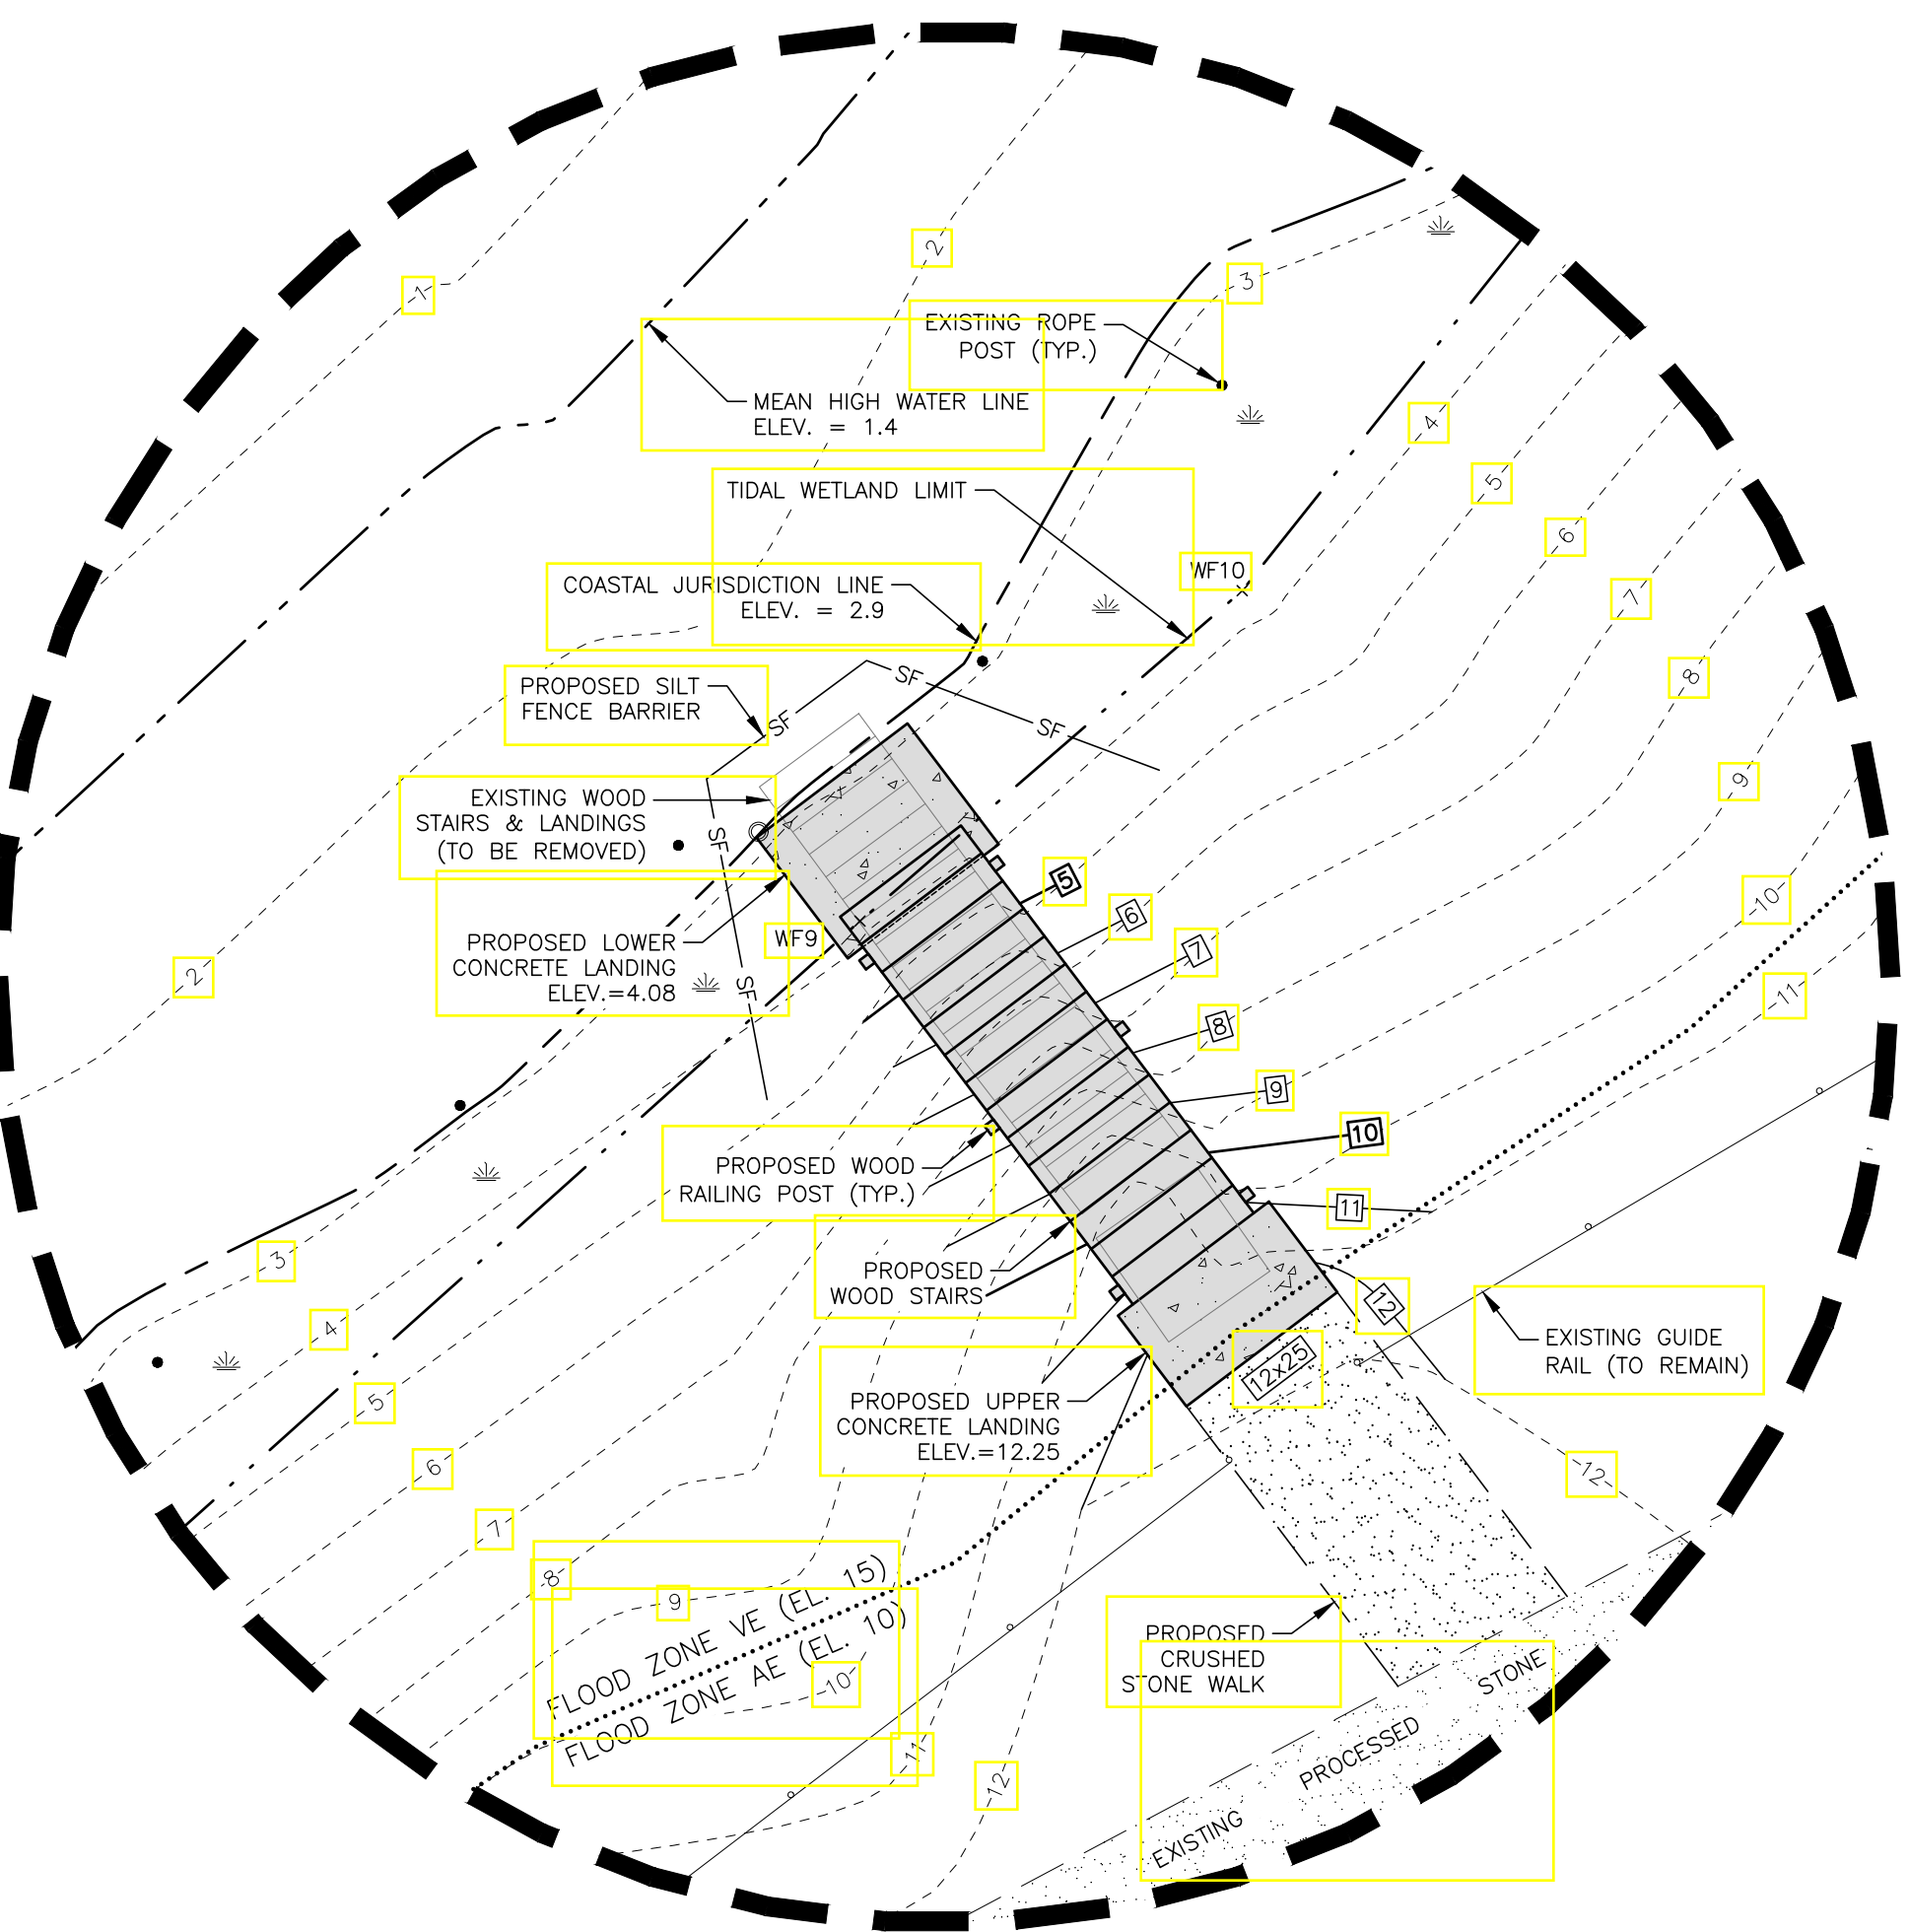 2
1
3
EXISTING ROPE
POST (TYP.)
MEAN HIGH WATER LINE
ELEV. = 1.4
4
TIDAL WETLAND LIMIT
5
6
WF10
COASTAL JURISDICTION LINE
ELEV. = 2.9
7
8
SF
PROPOSED SILT
FENCE BARRIER
SF
SF
9
EXISTING WOOD
STAIRS & LANDINGS
(TO BE REMOVED)
SF
5
10
6
PROPOSED LOWER
CONCRETE LANDING
ELEV.=4.08
WF9
7
2
SF
11
8
9
10
PROPOSED WOOD
RAILING POST (TYP.)
11
3
PROPOSED
WOOD STAIRS
12
4
EXISTING GUIDE
RAIL (TO REMAIN)
12x25
5
PROPOSED UPPER
CONCRETE LANDING
ELEV.=12.25
6
12
7
8
9
FLOOD ZONE VE (EL. 15)
FLOOD ZONE AE (EL. 10)
10
PROPOSED
CRUSHED
STONE WALK
11
12
EXISTING PROCESSED STONE